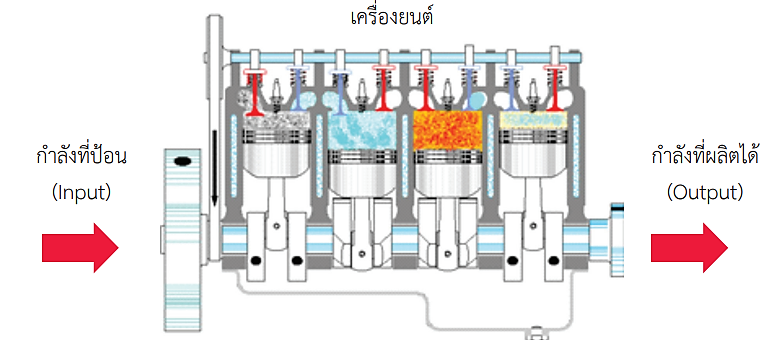 เครื่องยนต์
กำลังที่ป้อน
(Input)
กำลังที่ผลิตได้
(Output)